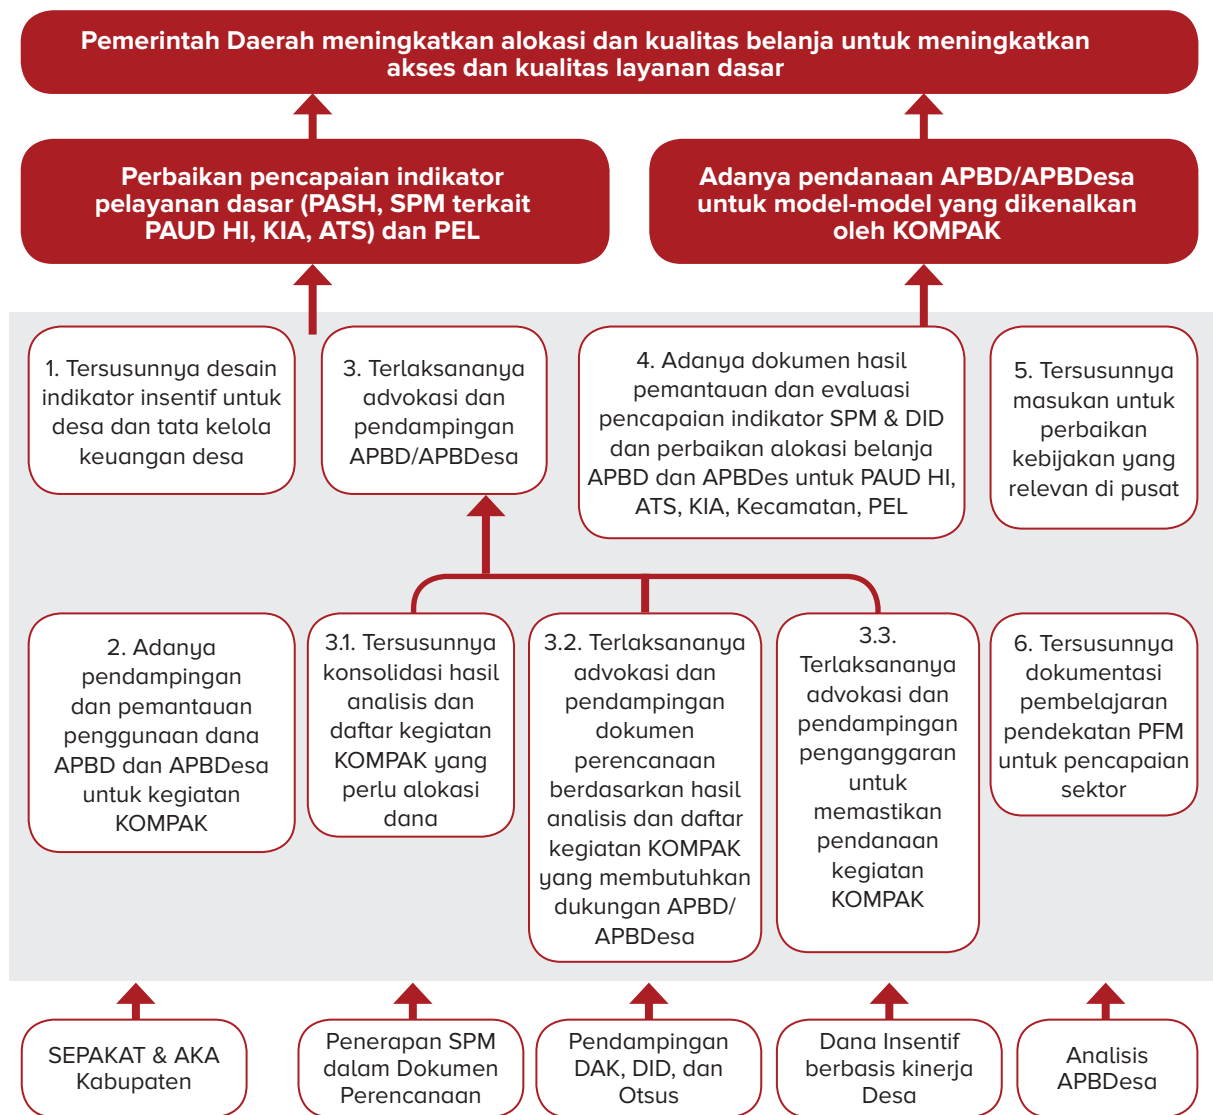 Pemerintah Daerah meningkatkan alokasi dan kualitas belanja untuk meningkatkan
akses dan kualitas layanan dasar
Perbaikan pencapaian indikator
pelayanan dasar (PASH, SPM terkait
PAUD HI, KIA, ATS) dan PEL
Adanya pendanaan APBD/APBDesa
untuk model-model yang dikenalkan
oleh KOMPAK
1. Tersusunnya desain
indikator insentif untuk
desa dan tata kelola
keuangan desa
3. Terlaksananya
advokasi dan
pendampingan
APBD/APBDesa
4. Adanya dokumen hasil
pemantauan dan evaluasi
pencapaian indikator SPM & DID
dan perbaikan alokasi belanja
APBD dan APBDes untuk PAUD HI,
ATS, KIA, Kecamatan, PEL
5. Tersusunnya
masukan untuk
perbaikan
kebijakan yang
relevan di pusat
2. Adanya
pendampingan
dan pemantauan
penggunaan dana
APBD dan APBDesa
untuk kegiatan
KOMPAK
3.1. Tersusunnya
konsolidasi hasil
analisis dan
daftar kegiatan
KOMPAK yang
perlu alokasi
dana
3.2. Terlaksananya
advokasi dan
pendampingan
dokumen
perencanaan
berdasarkan hasil
analisis dan daftar
kegiatan KOMPAK
yang membutuhkan
dukungan APBD/
APBDesa
3.3.
Terlaksananya
advokasi dan
pendampingan
penganggaran
untuk
memastikan
pendanaan
kegiatan
KOMPAK
6. Tersusunnya
dokumentasi
pembelajaran
pendekatan PFM
untuk pencapaian
sektor
SEPAKAT & AKA
Kabupaten
Penerapan SPM
dalam Dokumen
Perencanaan
Pendampingan
DAK, DID, dan
Otsus
Dana Insentif
berbasis kinerja
Desa
Analisis
APBDesa